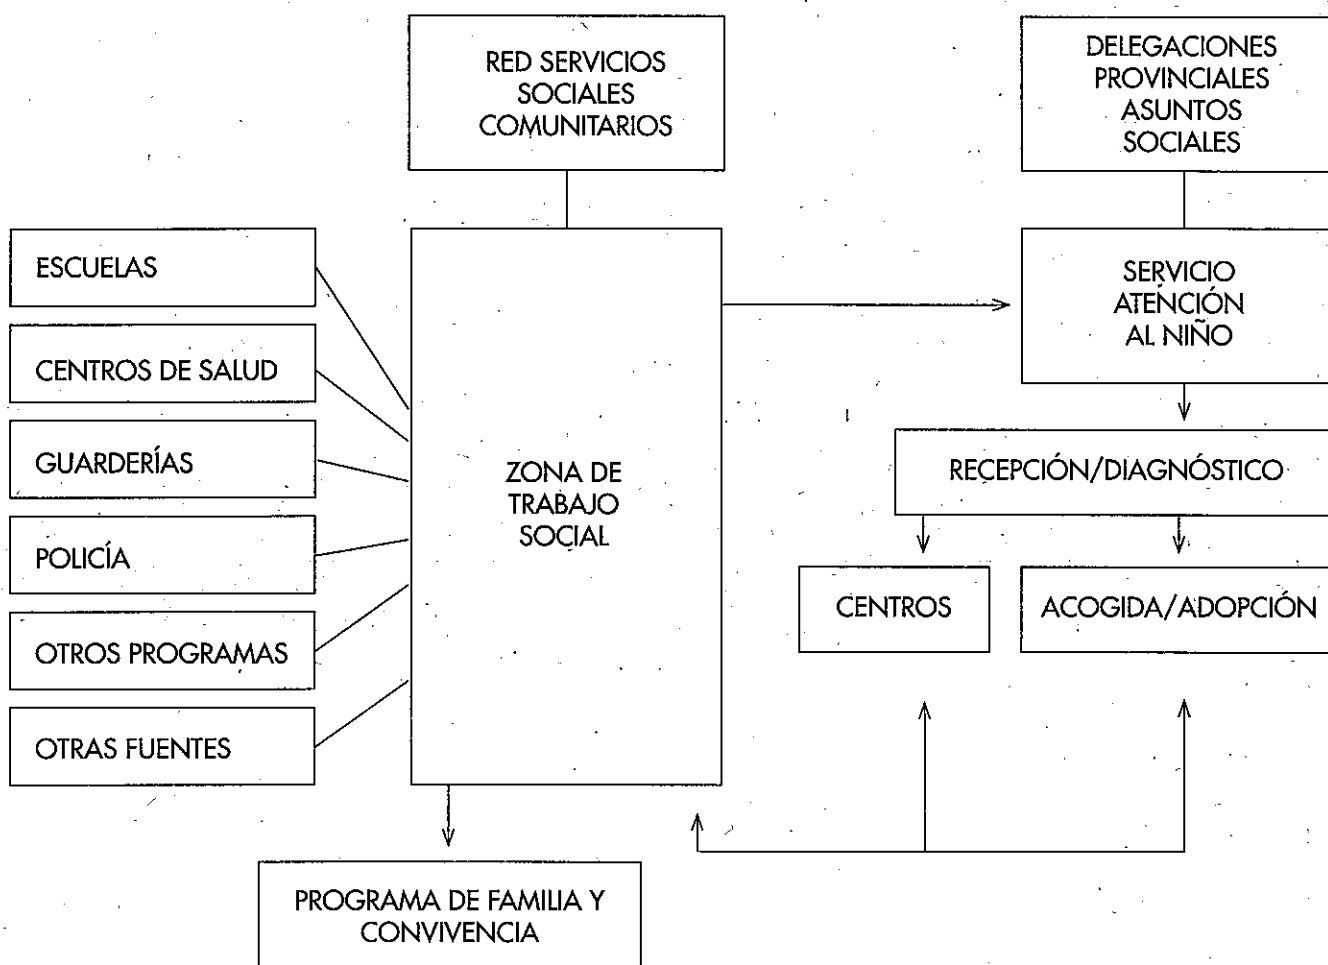 RED SERVICIOS
SOCIALES
COMUNITARIOS
DELEGACIONES
PROVINCIALES
ASUNTOS
SOCIALES
ESCUELAS
CENTROS DE SALUD
GUARDERÍAS
POLICÍA
OTROS PROGRAMAS
OTRAS FUENTES
ZONA DE
TRABAJO
SOCIAL
SERVICIO
ATENCIÓN
AL NIÑO
RECEPCIÓN/DIAGNÓSTICO
CENTROS
ACOGIDA/ADOPCIÓN
PROGRAMA DE FAMILIA Y
CONVIVENCIA